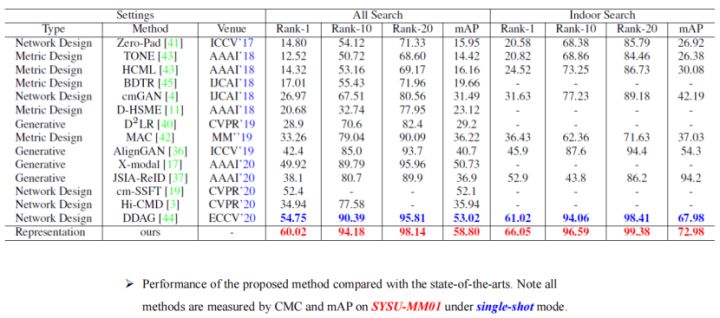 Settings All Search Indoor Search
Type Method Venue Rank-1 Rank-10 Rank-20 mAP Rank-1 Rank-10 Rank-20 mAP
Network Design Zero-Pad [41] ICCV'17 14.80 54.12 71.33 15.95 20.58 68.38 85.79 26.92
Metric Design TONE [43] AAAI'18 12.52 50.72 68.60 14.42 20.82 68.86 84.46 26.38
Metric Design HCML [43] AAAI'18 14.32 53.16 69.17 16.16 24.52 73.25 86.73 30.08
Metric Design BDTR [45] IJCAI'18 17.01 55.43 71.96 19.66 - - - -
Network Design cmGAN [4] IJCAI'18 26.97 67.51 80.56 31.49 31.63 77.23 89.18 42.19
Metric Design D-HSME [11] AAAI'18 20.68 32.74 77.95 23.12 - - - -
Generative D²LR [40] CVPR'19 28.9 70.6 82.4 29.2 - - - -
Metric Design MAC [42] MM''19 33.26 79.04 90.09 36.22 36.43 62.36 71.63 37.03
Generative AlignGAN [36] ICCV'19 42.4 85.0 93.7 40.7 45.9 87.6 94.4 54.3
Generative X-modal [17] AAAI'20 49.92 89.79 95.96 50.73 - - - -
Generative JSIA-ReID [37] AAAI'20 38.1 80.7 89.9 36.9 52.9 43.8 86.2 94.2
Network Design cm-SSFT [19] CVPR'20 52.4 - - 52.1 - - - -
Network Design Hi-CMD [3] CVPR'20 34.94 77.58 - 35.94 - - - -
Network Design DDAG [44] ECCV'20 54.75 90.39 95.81 53.02 61.02 94.06 98.41 67.98
Representation ours - 60.02 94.18 98.14 58.80 66.05 96.59 99.38 72.98
➢ Performance of the proposed method compared with the state-of-the-arts. Note all
methods are measured by CMC and mAP on SYSU-MM01 under single-shot mode.